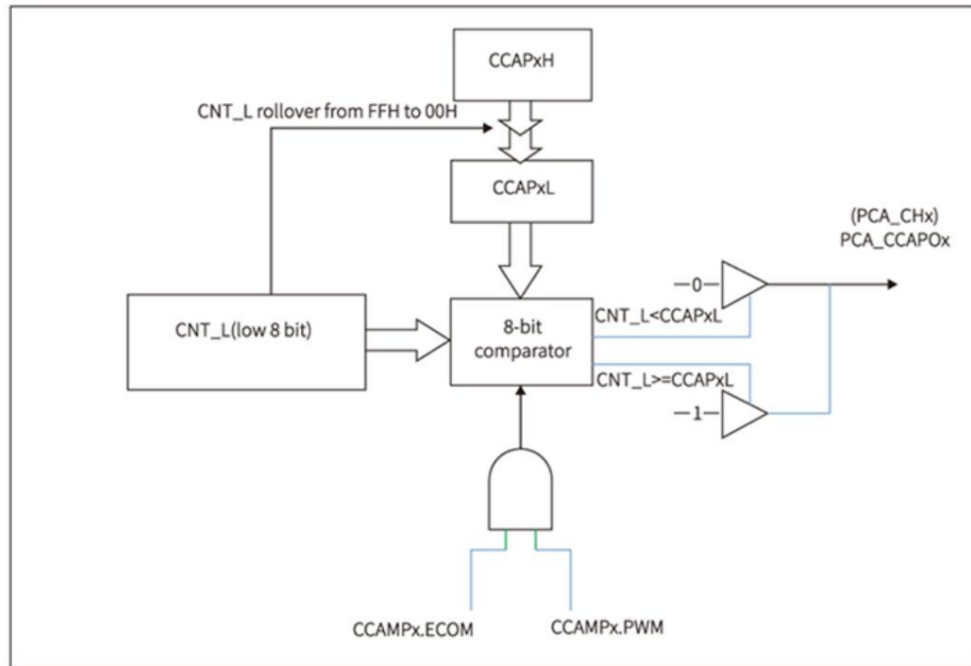 CCAPxH
CNT_L rollover from FFH to 00H
CCAPxL
(PCA_CHx)
PCA_CCAPOx
0
CNT_L(low 8 bit)
8-bit
comparator
CNT_L<CCAPxL
CNT_L>=CCAPxL
1
CCAMPx.ECOM
CCAMPx.PWM